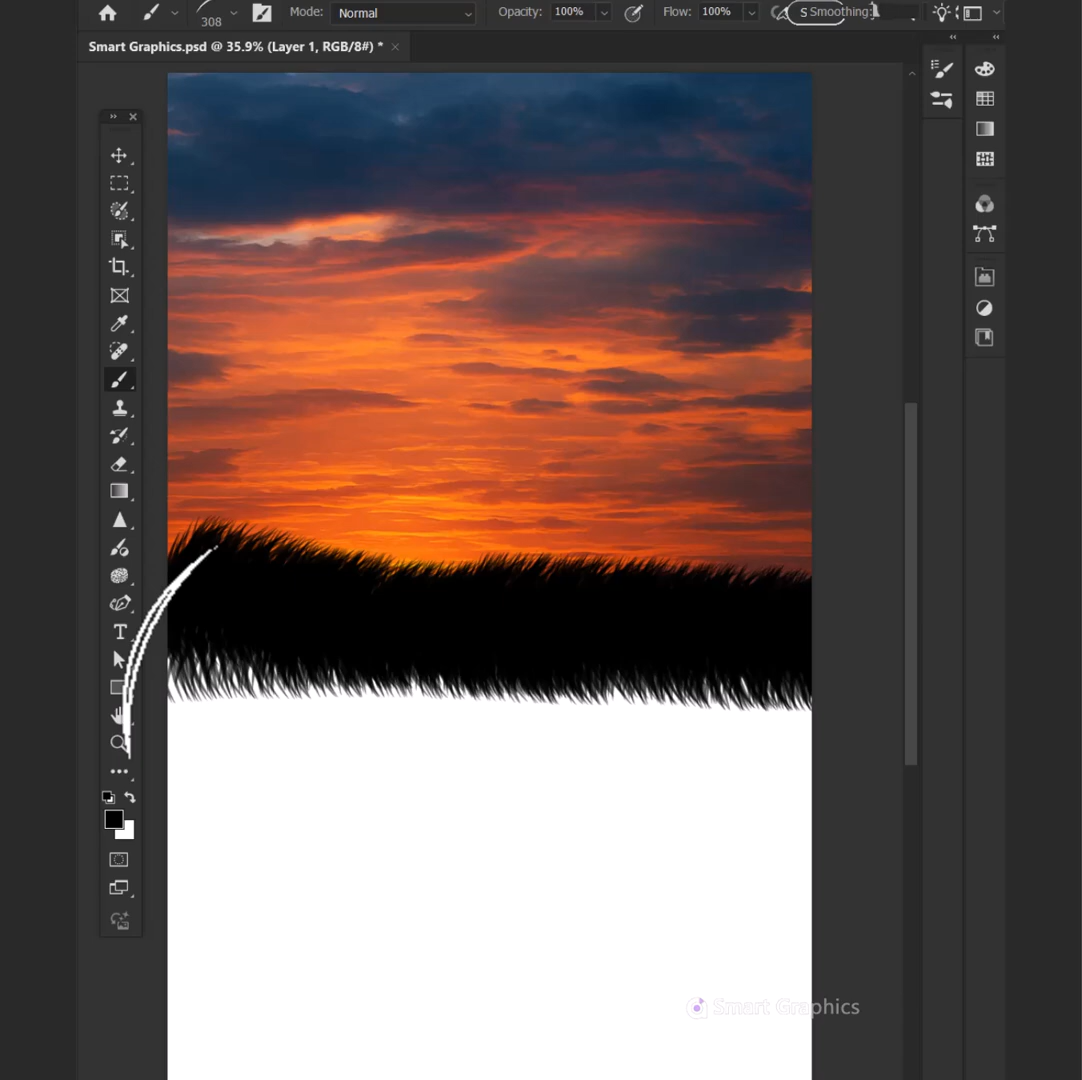 308 Mode: Normal Opacity: 100% Flow: 100% S Smoothing:
Smart Graphics.psd @ 35.9% (Layer 1, RGB/8#) * ×
T
Smart Graphics